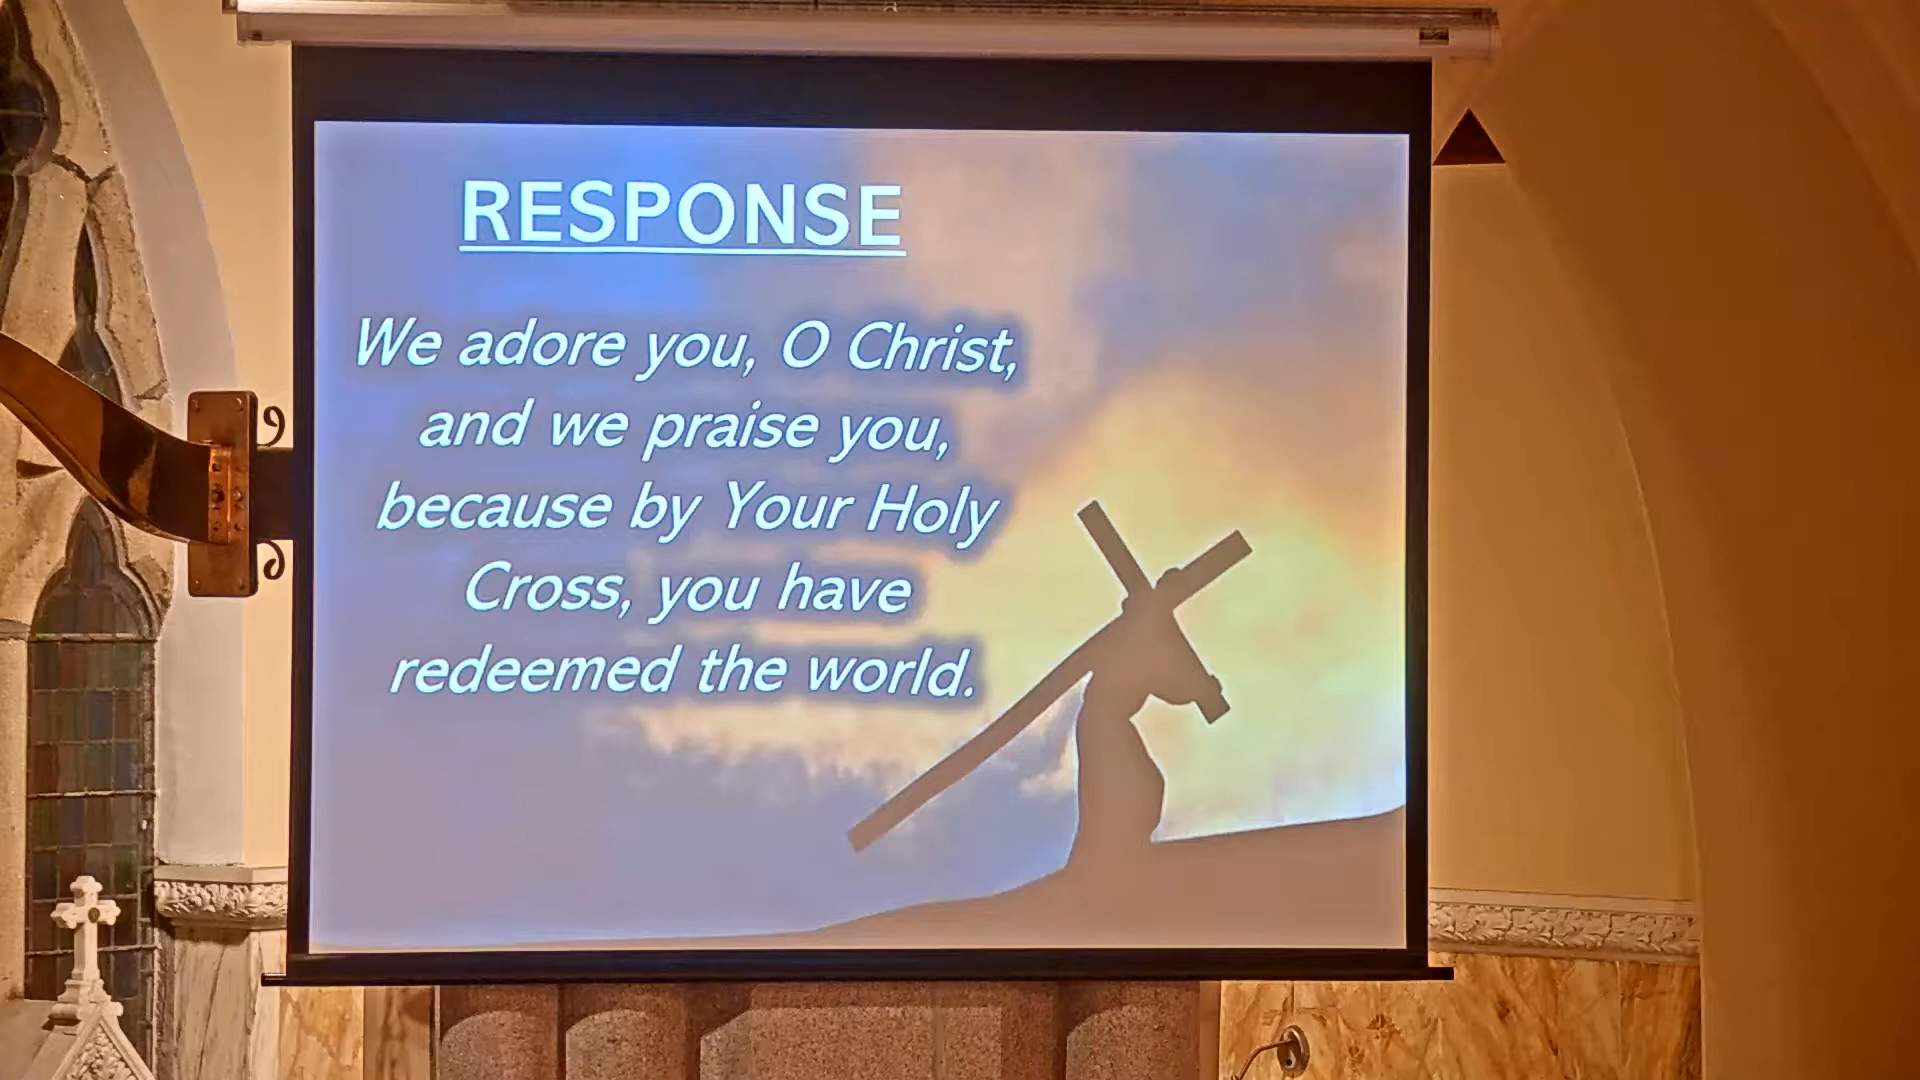 RESPONSE
We adore you, O Christ,
and we praise you,
because by Your Holy
Cross, you have
redeemed the world.